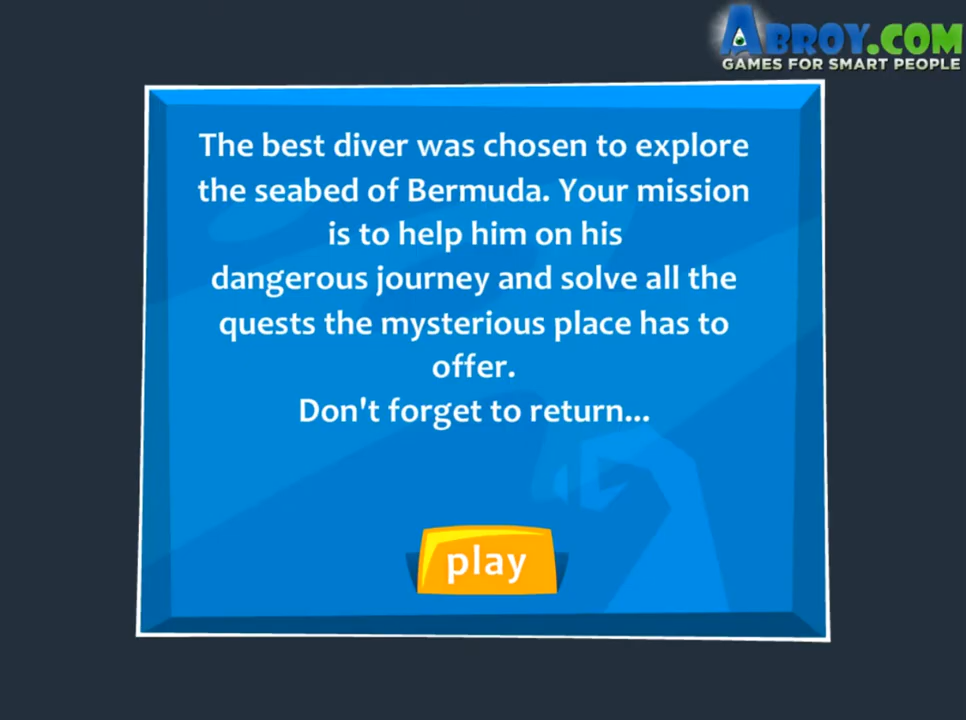 ABROY.COM
GAMES FOR SMART PEOPLE
The best diver was chosen to explore
the seabed of Bermuda. Your mission
is to help him on his
dangerous journey and solve all the
quests the mysterious place has to
offer.
Don't forget to return...
play